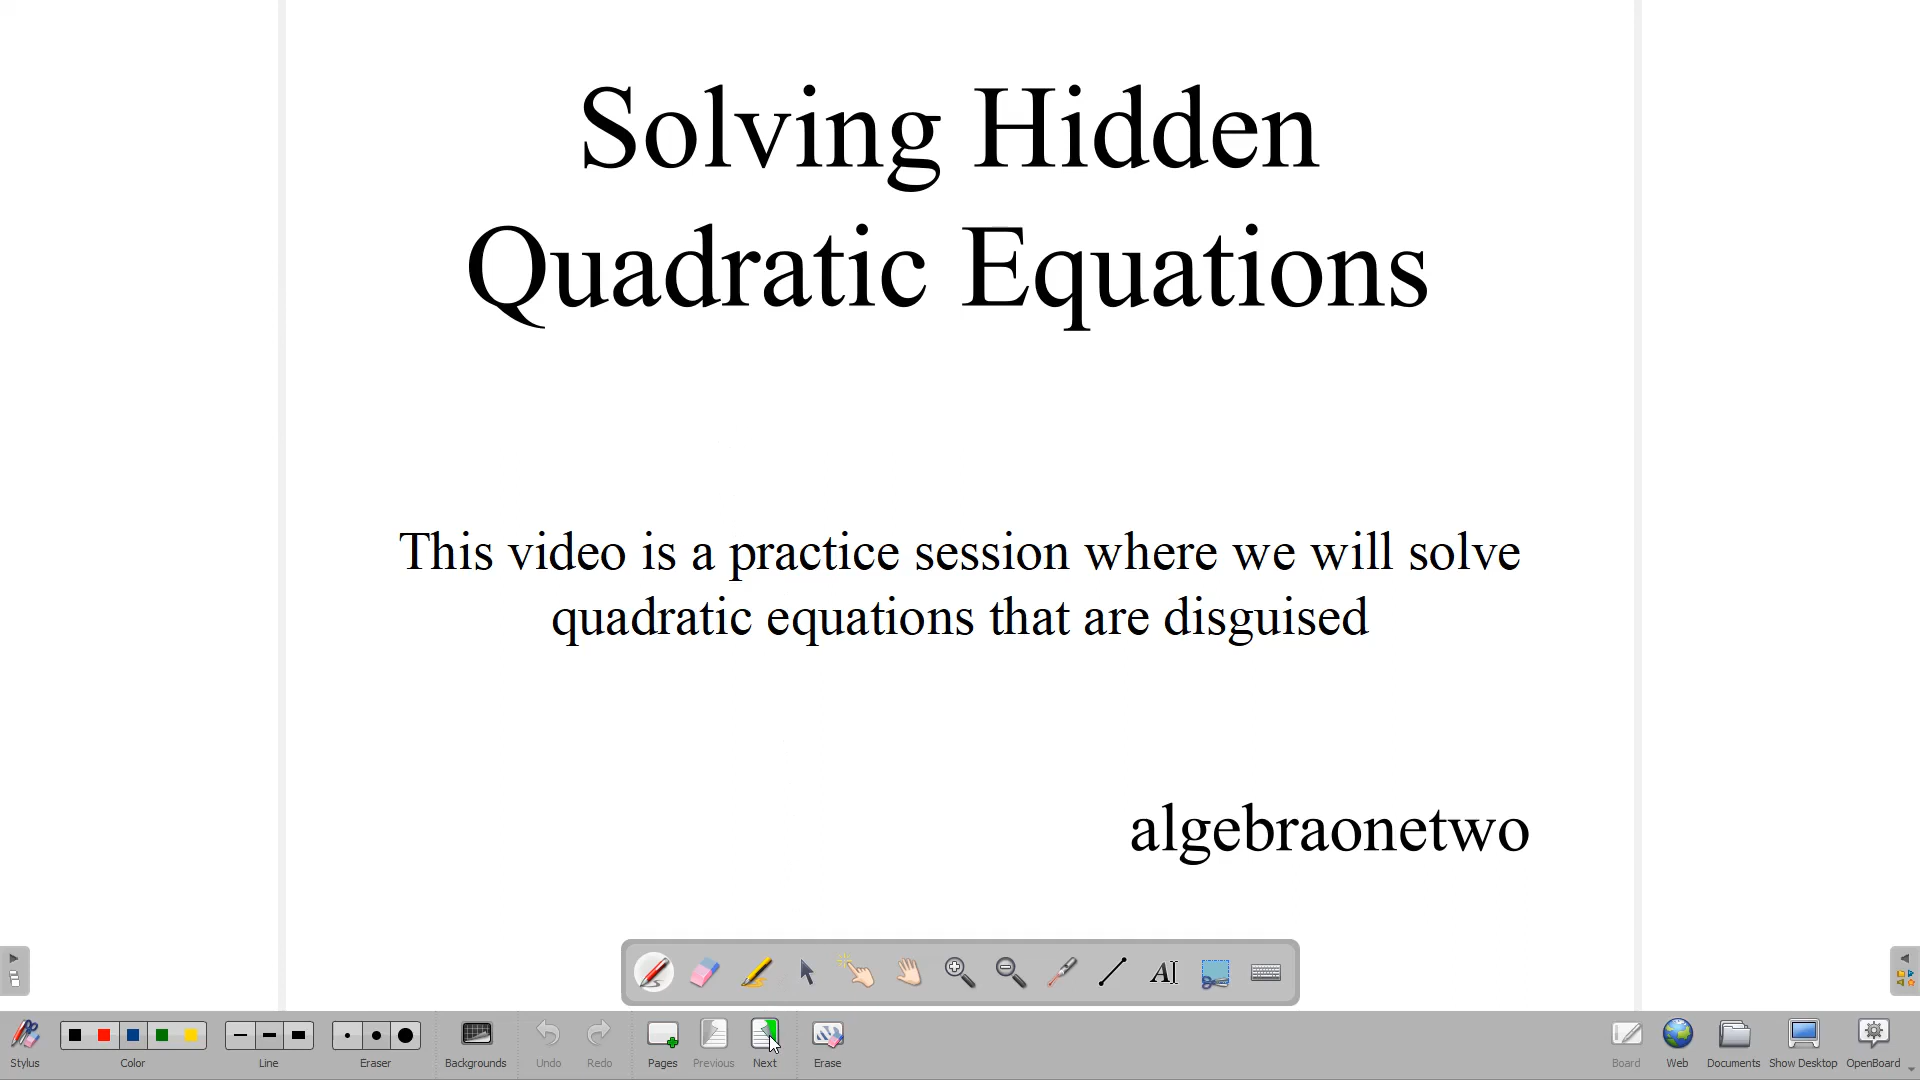 Solving Hidden
Quadratic Equations
This video is a practice session where we will solve
quadratic equations that are disguised
algebraonetwo
AI
Stylus
Color
Line
Eraser
Backgrounds
Undo
Redo
Pages
Previous
Next
Erase
Board
Web
Documents
Show Desktop
OpenBoard